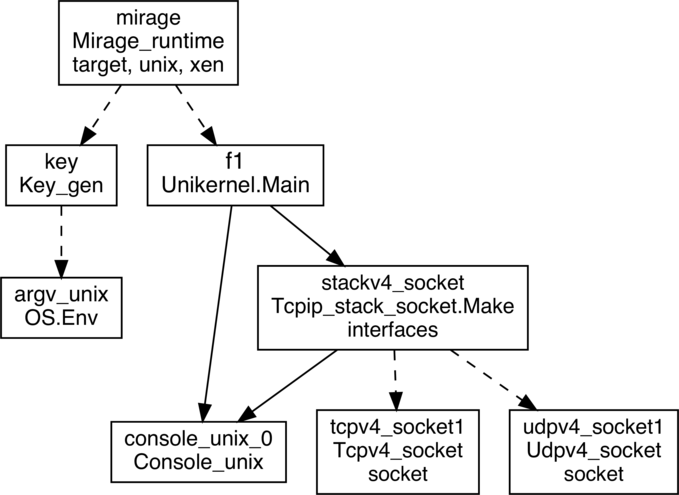 mirage
Mirage_runtime
target, unix, xen
key
Key_gen
f1
Unikernel.Main
argv_unix
OS.Env
stackv4_socket
Tcpip_stack_socket.Make
interfaces
console_unix_0
Console_unix
tcpv4_socket1
Tcpv4_socket
socket
udpv4_socket1
Udpv4_socket
socket